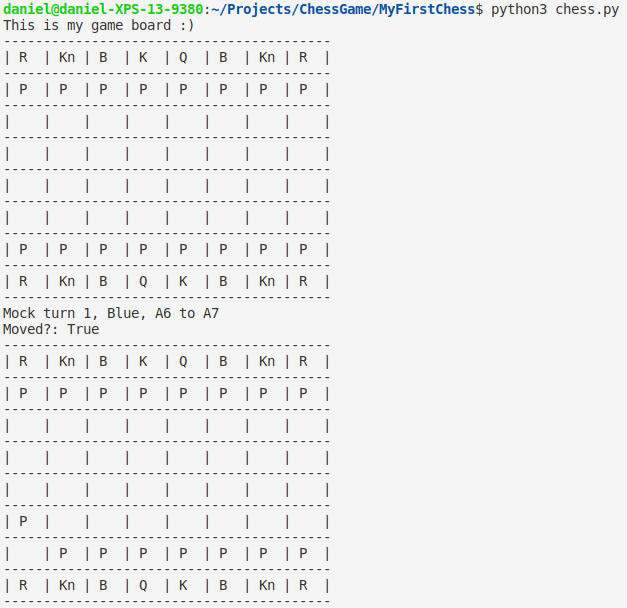 daniel@daniel-XPS-13-9380:~/Projects/ChessGame/MyFirstChess$ python3 chess.py
This is my game board :)
-----------------------------------------
| R  | Kn | B  | K  | Q  | B  | Kn | R  |
-----------------------------------------
| P  | P  | P  | P  | P  | P  | P  | P  |
-----------------------------------------
|    |    |    |    |    |    |    |    |
-----------------------------------------
|    |    |    |    |    |    |    |    |
-----------------------------------------
|    |    |    |    |    |    |    |    |
-----------------------------------------
|    |    |    |    |    |    |    |    |
-----------------------------------------
| P  | P  | P  | P  | P  | P  | P  | P  |
-----------------------------------------
| R  | Kn | B  | Q  | K  | B  | Kn | R  |
-----------------------------------------
Mock turn 1, Blue, A6 to A7
Moved?: True
-----------------------------------------
| R  | Kn | B  | K  | Q  | B  | Kn | R  |
-----------------------------------------
| P  | P  | P  | P  | P  | P  | P  | P  |
-----------------------------------------
|    |    |    |    |    |    |    |    |
-----------------------------------------
|    |    |    |    |    |    |    |    |
-----------------------------------------
|    |    |    |    |    |    |    |    |
-----------------------------------------
| P  |    |    |    |    |    |    |    |
-----------------------------------------
|    | P  | P  | P  | P  | P  | P  | P  |
-----------------------------------------
| R  | Kn | B  | Q  | K  | B  | Kn | R  |
-----------------------------------------